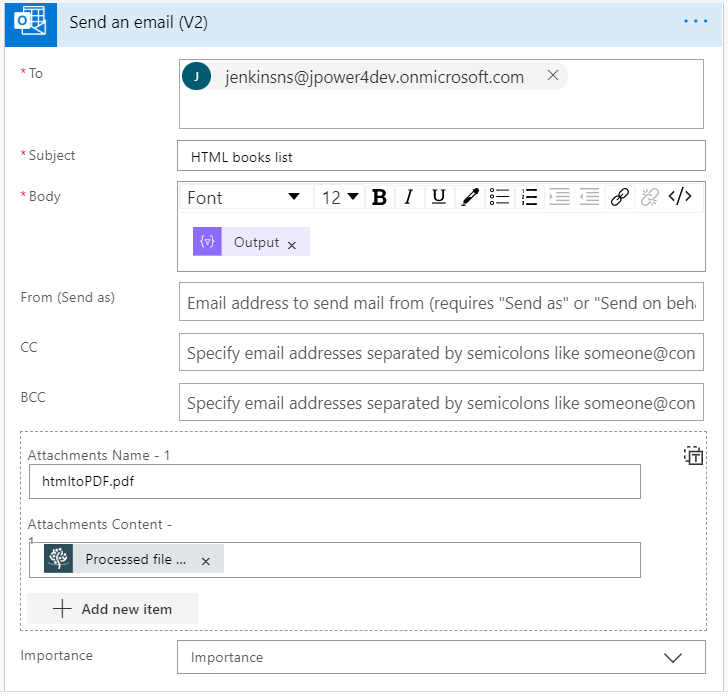 Send an email (V2)
* To
J jenkinsns@jpower4dev.onmicrosoft.com
* Subject
HTML books list
* Body
Font 12 B I U </>
Output
From (Send as)
Email address to send mail from (requires "Send as" or "Send on beha
CC
Specify email addresses separated by semicolons like someone@con
BCC
Specify email addresses separated by semicolons like someone@con
Attachments Name - 1
htmltoPDF.pdf
Attachments Content -
1
Processed file ...
Add new item
Importance
Importance